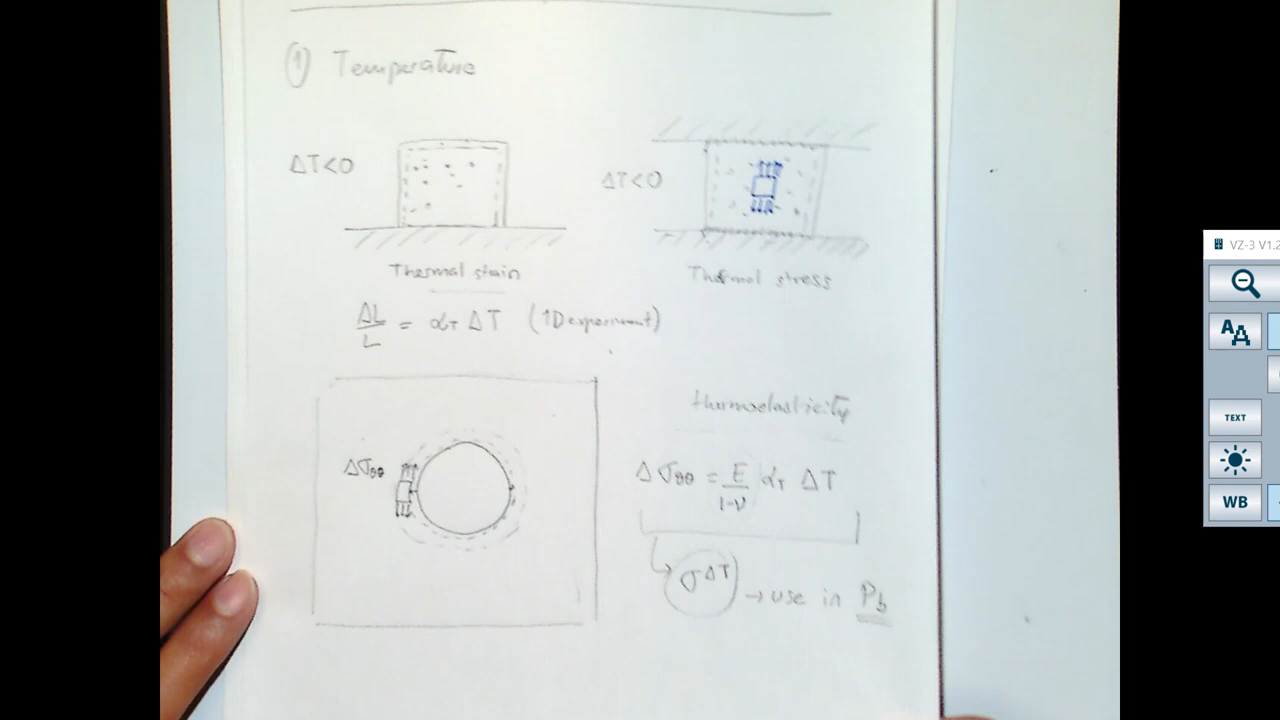 ① Temperature
ΔT<0
ΔT<0
Thermal strain
Thermal stress
ΔL/L = α_T ΔT (1D experiment)
thermoelasticity
Δσ_θθ
Δσ_θθ = E/(1-ν) α_T ΔT
σ^ΔT → use in P_b
VZ-3 V1.2
AA
TEXT
WB